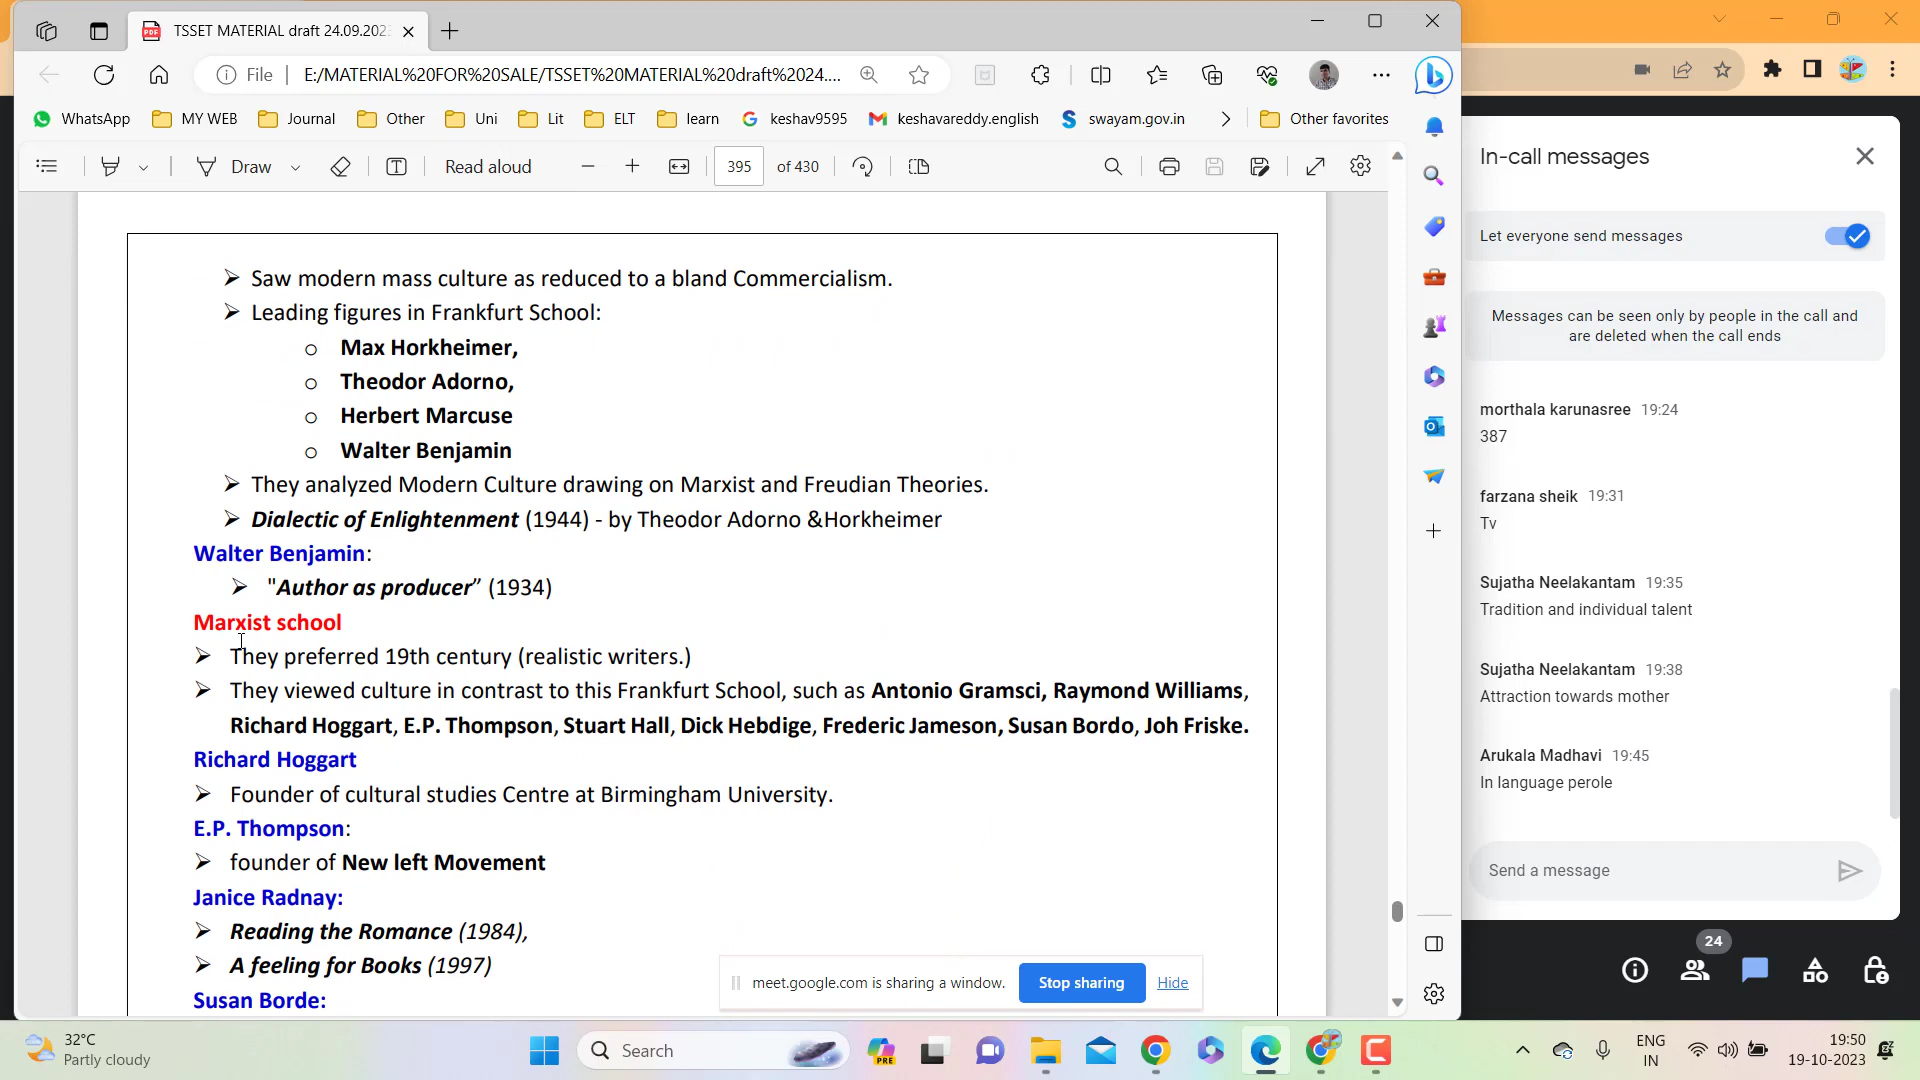 TSSET MATERIAL draft 24.09.202
File
E:/MATERIAL%20FOR%20SALE/TSSET%20MATERIAL%20draft%2024....
WhatsApp
MY WEB
Journal
Other
Uni
Lit
ELT
learn
keshav9595
keshavareddy.english
swayam.gov.in
Other favorites
Draw
Read aloud
395
of 430
➢ Saw modern mass culture as reduced to a bland Commercialism.
➢ Leading figures in Frankfurt School:
o Max Horkheimer,
o Theodor Adorno,
o Herbert Marcuse
o Walter Benjamin
➢ They analyzed Modern Culture drawing on Marxist and Freudian Theories.
➢ Dialectic of Enlightenment (1944) - by Theodor Adorno &Horkheimer
Walter Benjamin:
➢ "Author as producer” (1934)
Marxist school
➢ They preferred 19th century (realistic writers.)
➢ They viewed culture in contrast to this Frankfurt School, such as Antonio Gramsci, Raymond Williams,
Richard Hoggart, E.P. Thompson, Stuart Hall, Dick Hebdige, Frederic Jameson, Susan Bordo, Joh Friske.
Richard Hoggart
➢ Founder of cultural studies Centre at Birmingham University.
E.P. Thompson:
➢ founder of New left Movement
Janice Radnay:
➢ Reading the Romance (1984),
➢ A feeling for Books (1997)
Susan Borde:
meet.google.com is sharing a window.
Stop sharing
Hide
In-call messages
Let everyone send messages
Messages can be seen only by people in the call and
are deleted when the call ends
morthala karunasree 19:24
387
farzana sheik 19:31
Tv
Sujatha Neelakantam 19:35
Tradition and individual talent
Sujatha Neelakantam 19:38
Attraction towards mother
Arukala Madhavi 19:45
In language perole
Send a message
24
32°C
Partly cloudy
Search
PRE
ENG
IN
19:50
19-10-2023